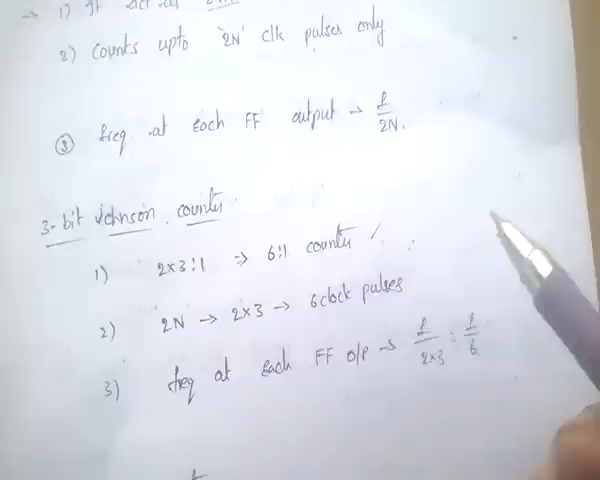 → 1) It
2) Counts upto '2N' clk pulses only
③ freq at each FF output → f/2N.
3-bit Johnson counter
1) 2×3:1 ⇒ 6:1 counter
2) 2N → 2×3 → 6 clock pulses
3) freq at each FF o/p → f/2×3 = f/6